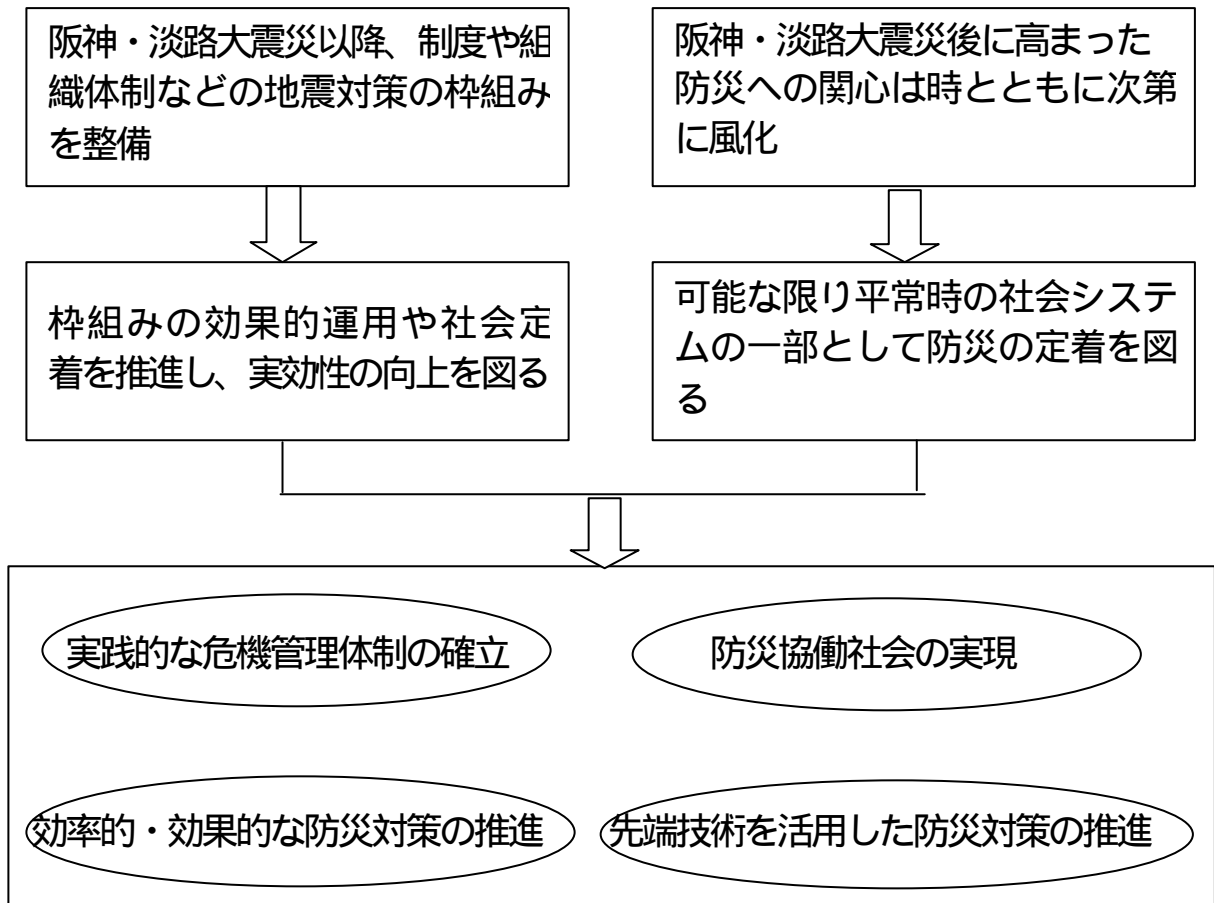 阪神・淡路大震災以降、制度や組
織体制などの地震対策の枠組み
を整備
阪神・淡路大震災後に高まった
防災への関心は時とともに次第
に風化
枠組みの効果的運用や社会定
着を推進し、実効性の向上を図る
可能な限り平常時の社会システ
ムの一部として防災の定着を図
る
実践的な危機管理体制の確立
防災協働社会の実現
効率的・効果的な防災対策の推進
先端技術を活用した防災対策の推進